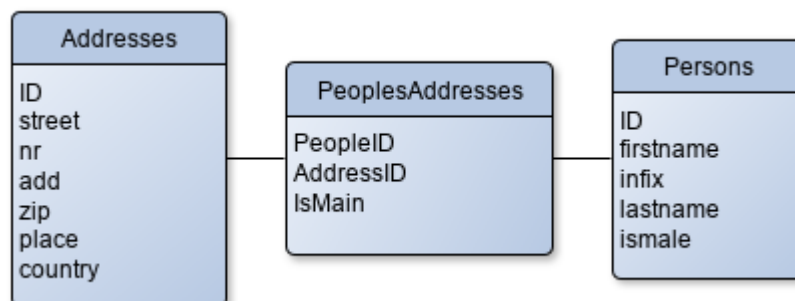 Addresses
ID
street
nr
add
zip
place
country
PeoplesAddresses
PeopleID
AddressID
IsMain
Persons
ID
firstname
infix
lastname
ismale